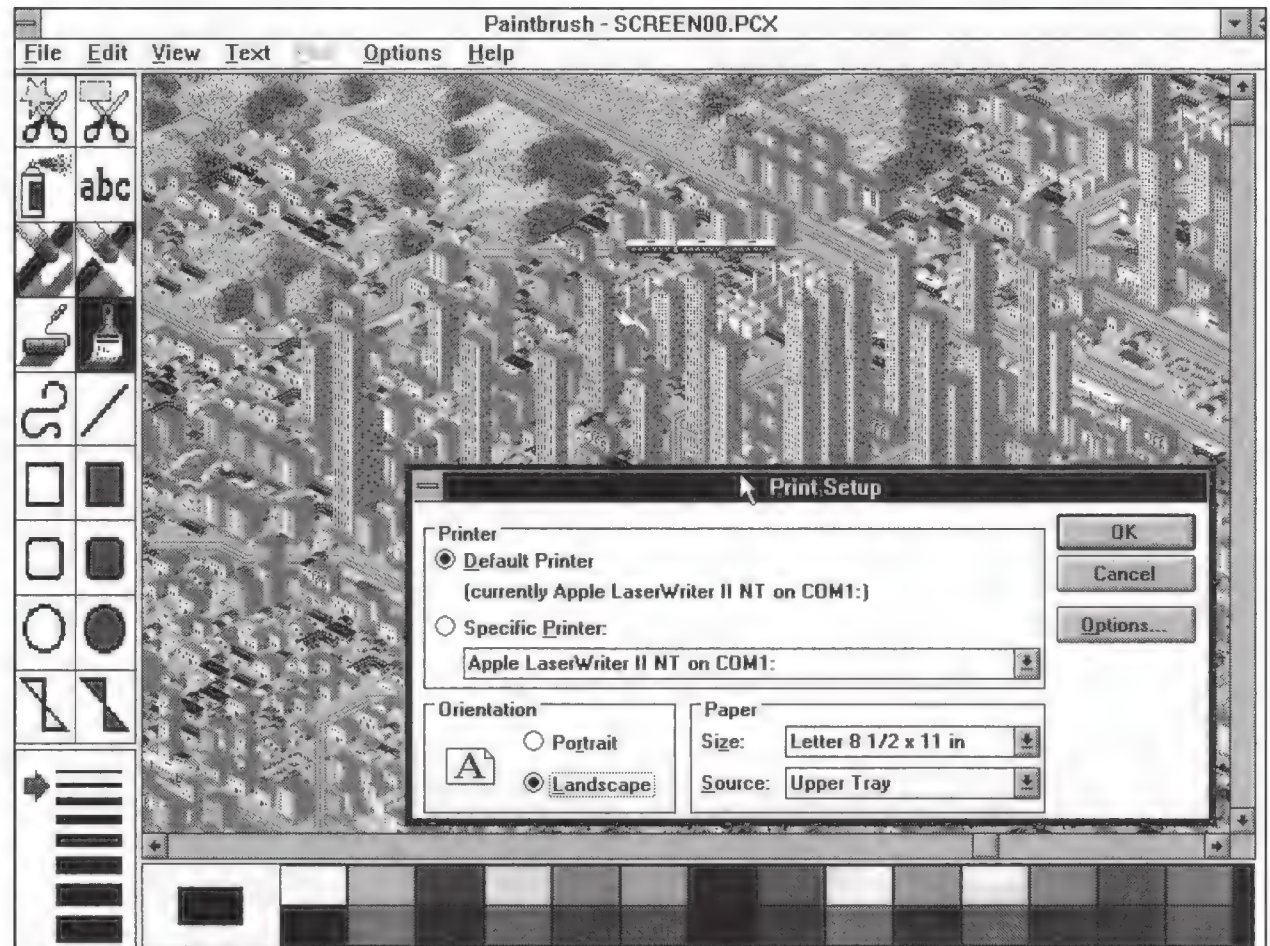 Paintbrush - SCREEN00.PCX
File Edit View Text Options Help
abc
Print Setup
Printer
Default Printer
(currently Apple LaserWriter II NT on COM1:)
Specific Printer:
Apple LaserWriter II NT on COM1:
OK
Cancel
Options...
Orientation
A
Portrait
Landscape
Paper
Size: Letter 8 1/2 x 11 in
Source: Upper Tray